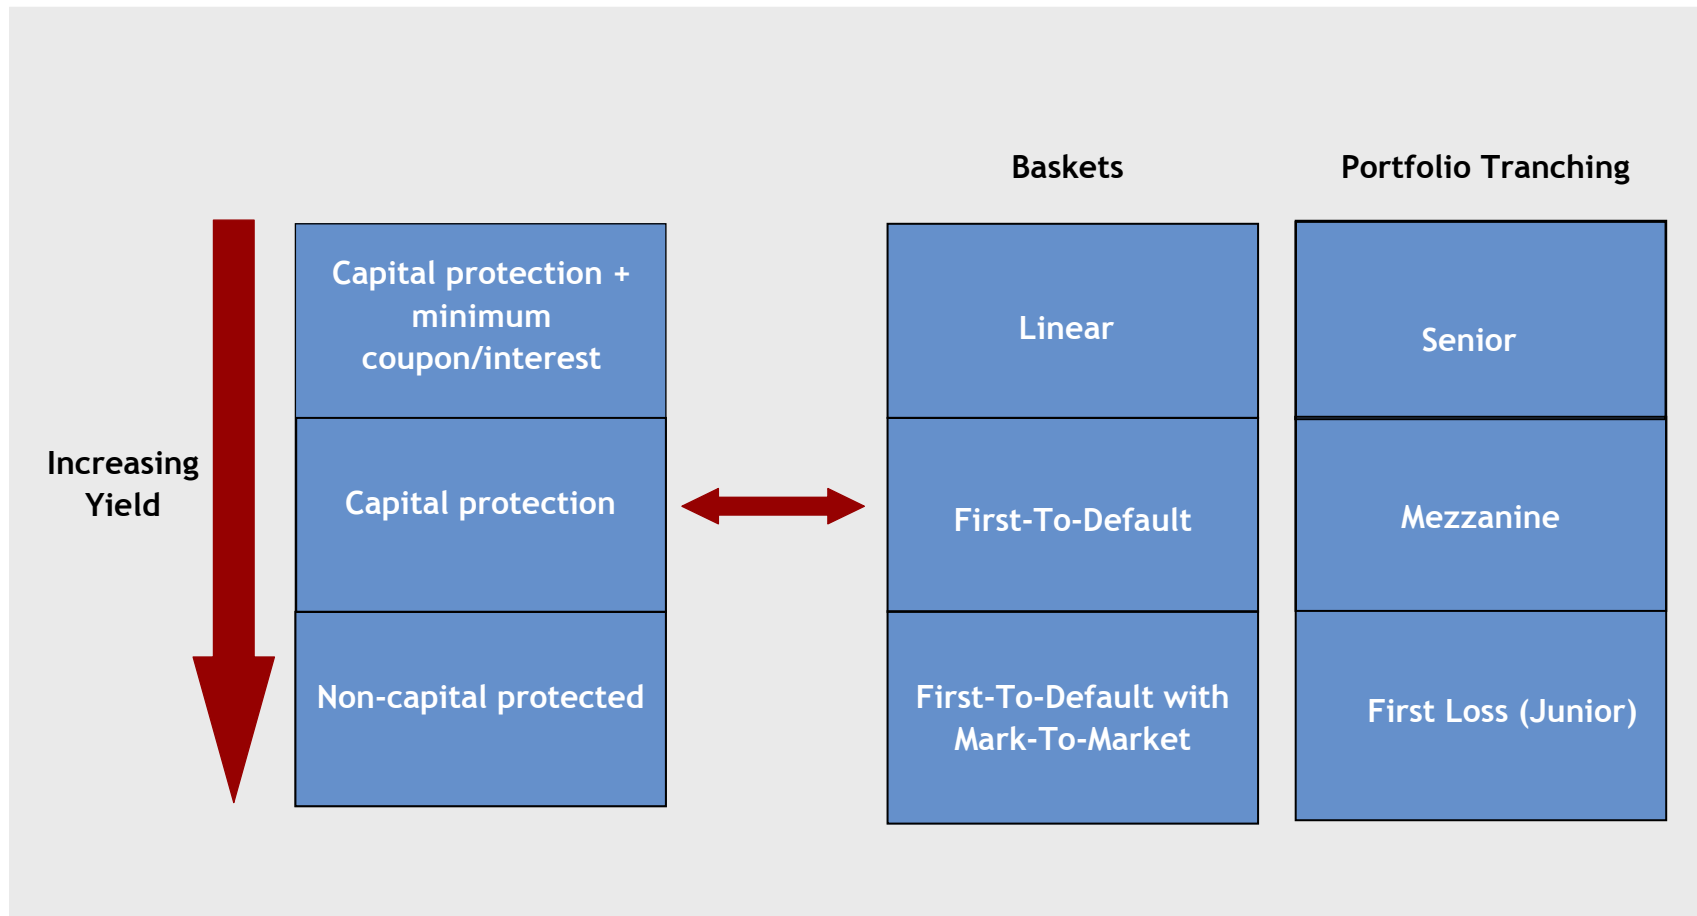 Baskets
Portfolio Tranching
Increasing
Yield
Capital protection +
minimum
coupon/interest
Capital protection
Non-capital protected
Linear
First-To-Default
First-To-Default with
Mark-To-Market
Senior
Mezzanine
First Loss (Junior)